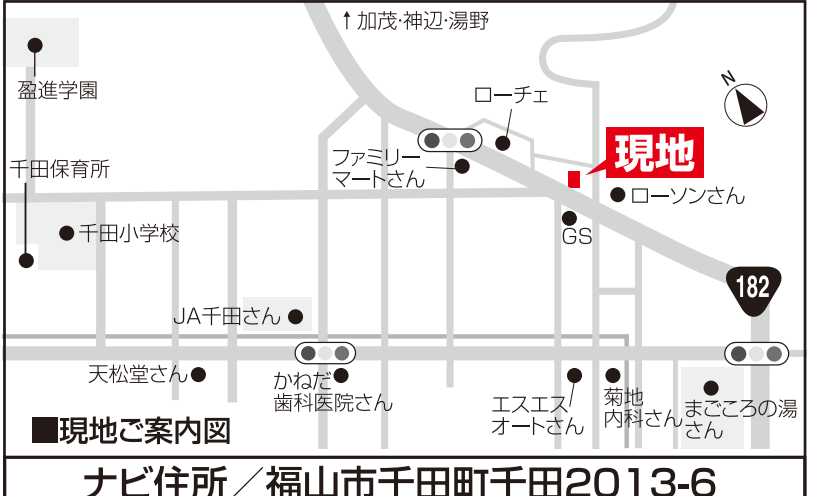 ↑加茂・神辺・湯野
盈進学園
ローチェ
N
現地
千田保育所
ファミリー
マートさん
ローソンさん
千田小学校
GS
182
JA千田さん
天松堂さん
かねだ
歯科医院さん
エスエス
オートさん
菊地
内科さん
まごころの湯
さん
■現地ご案内図
ナビ住所／福山市千田町千田2013-6